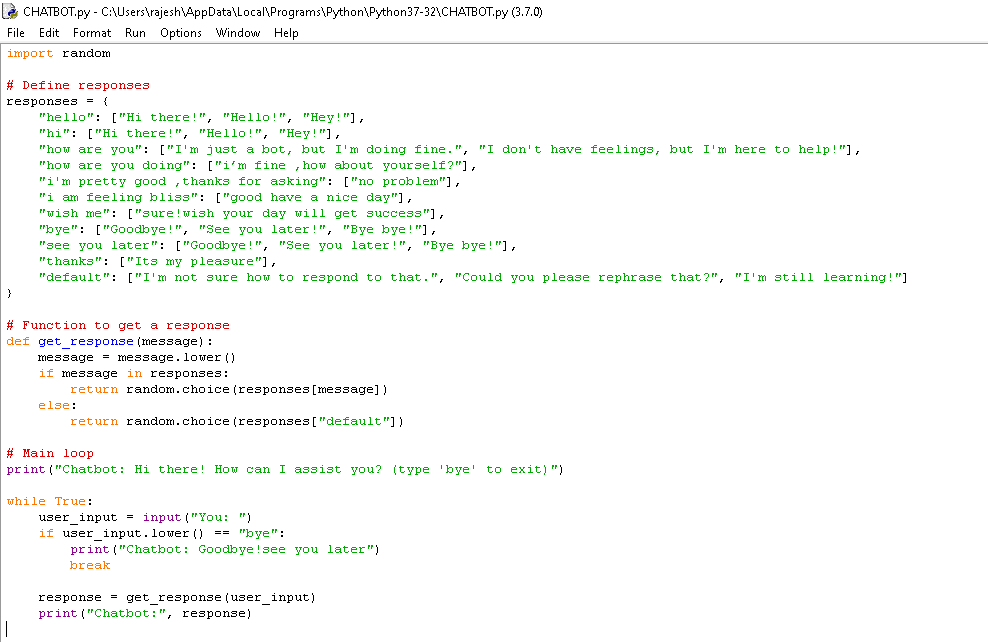 CHATBOT.py - C:\Users\rajesh\AppData\Local\Programs\Python\Python37-32\CHATBOT.py (3.7.0)
File Edit Format Run Options Window Help
import random
# Define responses
responses = {
    "hello": ["Hi there!", "Hello!", "Hey!"],
    "hi": ["Hi there!", "Hello!", "Hey!"],
    "how are you": ["I'm just a bot, but I'm doing fine.", "I don't have feelings, but I'm here to help!"],
    "how are you doing": ["i’m fine ,how about yourself?"],
    "i'm pretty good ,thanks for asking": ["no problem"],
    "i am feeling bliss": ["good have a nice day"],
    "wish me": ["sure!wish your day will get success"],
    "bye": ["Goodbye!", "See you later!", "Bye bye!"],
    "see you later": ["Goodbye!", "See you later!", "Bye bye!"],
    "thanks": ["Its my pleasure"],
    "default": ["I'm not sure how to respond to that.", "Could you please rephrase that?", "I'm still learning!"]
}
# Function to get a response
def get_response(message):
    message = message.lower()
    if message in responses:
        return random.choice(responses[message])
    else:
        return random.choice(responses["default"])
# Main loop
print("Chatbot: Hi there! How can I assist you? (type 'bye' to exit)")
while True:
    user_input = input("You: ")
    if user_input.lower() == "bye":
        print("Chatbot: Goodbye!see you later")
        break
    response = get_response(user_input)
    print("Chatbot:", response)